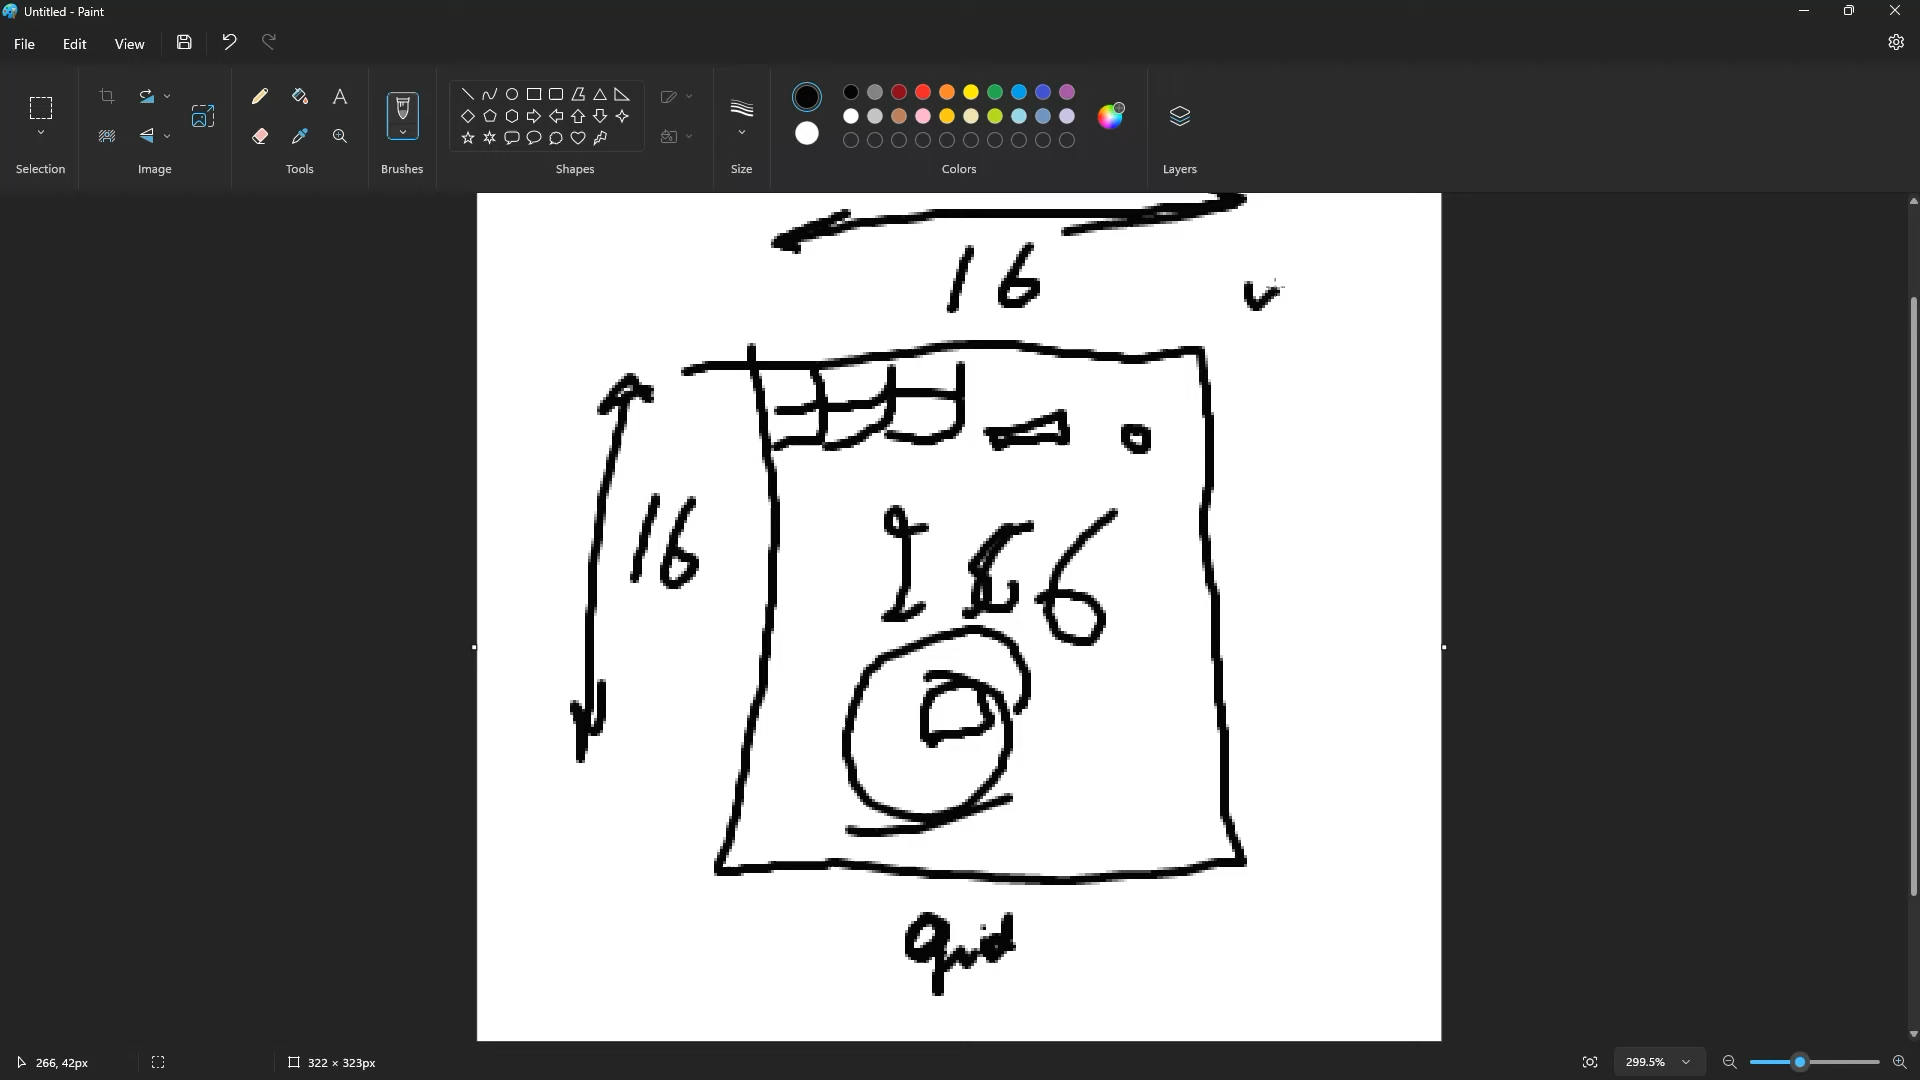 Untitled - Paint
File Edit View
Selection Image Tools Brushes Shapes Size Colors Layers
16
16
grid
266, 42px 322 × 323px 299.5%